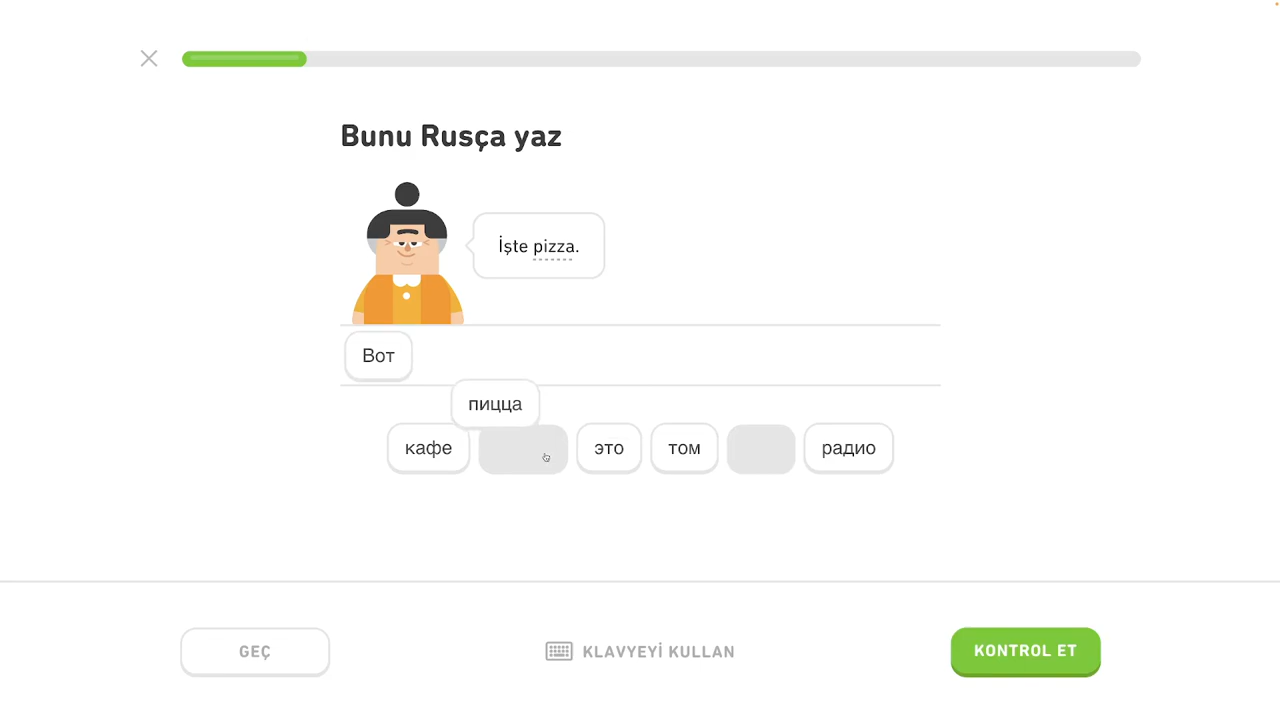 Bunu Rusça yaz
İşte pizza.
Вот
пицца
кафе это том радио
GEÇ KLAVYEYİ KULLAN KONTROL ET